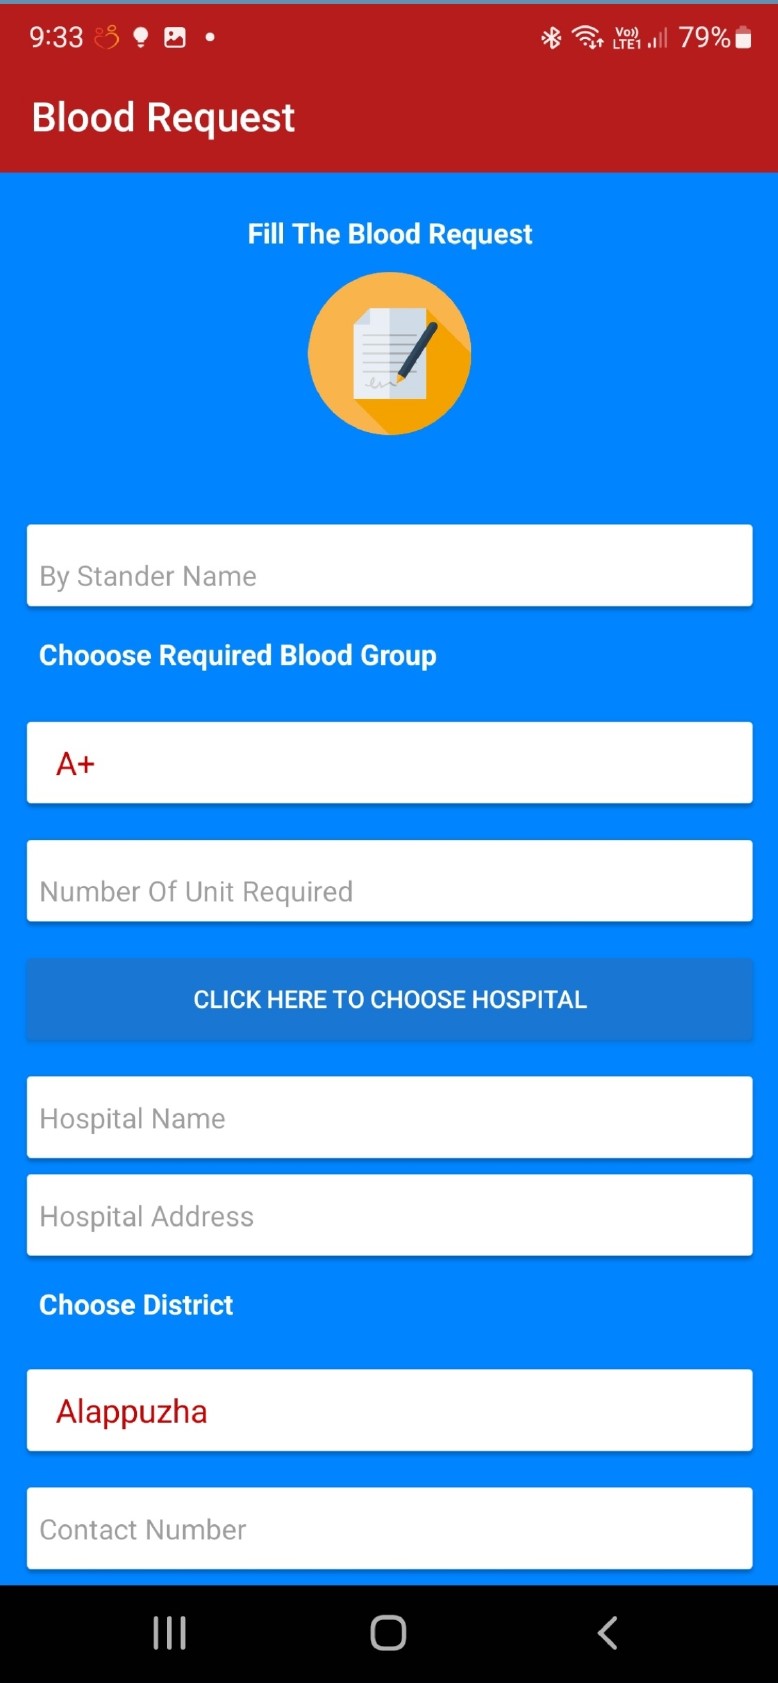 9:33
Vo)) LTE1 79%
Blood Request
Fill The Blood Request
By Stander Name
Chooose Required Blood Group
A+
Number Of Unit Required
CLICK HERE TO CHOOSE HOSPITAL
Hospital Name
Hospital Address
Choose District
Alappuzha
Contact Number